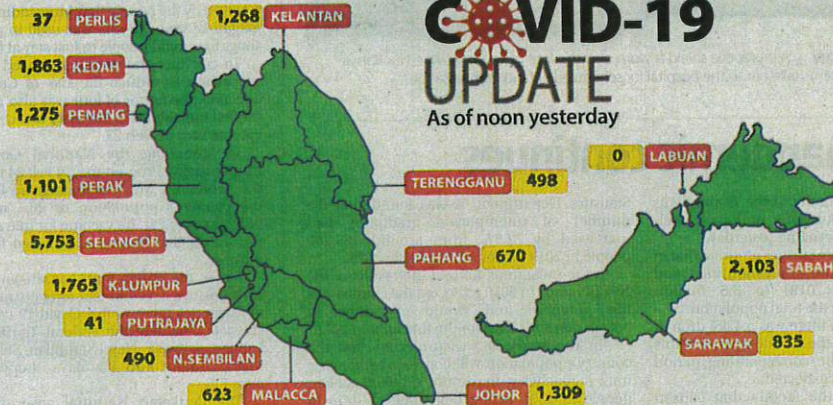 COVID-19
UPDATE
As of noon yesterday
37 PERLIS
1,268 KELANTAN
1,863 KEDAH
1,275 PENANG
1,101 PERAK
TERENGGANU 498
0 LABUAN
5,753 SELANGOR
PAHANG 670
2,103 SABAH
1,765 K.LUMPUR
41 PUTRAJAYA
490 N.SEMBILAN
SARAWAK 835
623 MALACCA
JOHOR 1,309